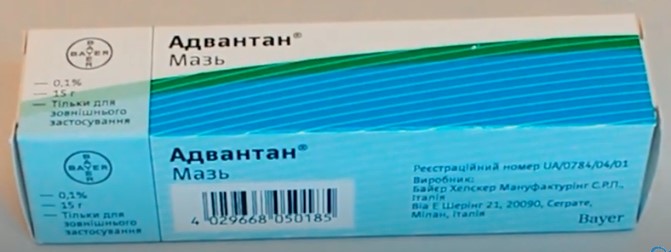 BAYER
BAYER
Адвантан®
Мазь
— 0,1%
— 15 г
— Тільки для
зовнішнього
застосування
BAYER
BAYER
Адвантан®
Мазь
— 0,1%
— 15 г
— Тільки для
зовнішнього
застосування
4 029668 050185
Реєстраційний номер UA/0784/04/01
Виробник:
Байєр Хелскер Мануфактурінг С.Р.Л.,
Італія
Віа Е Шерінг 21, 20090, Сеграте,
Мілан, Італія
Bayer